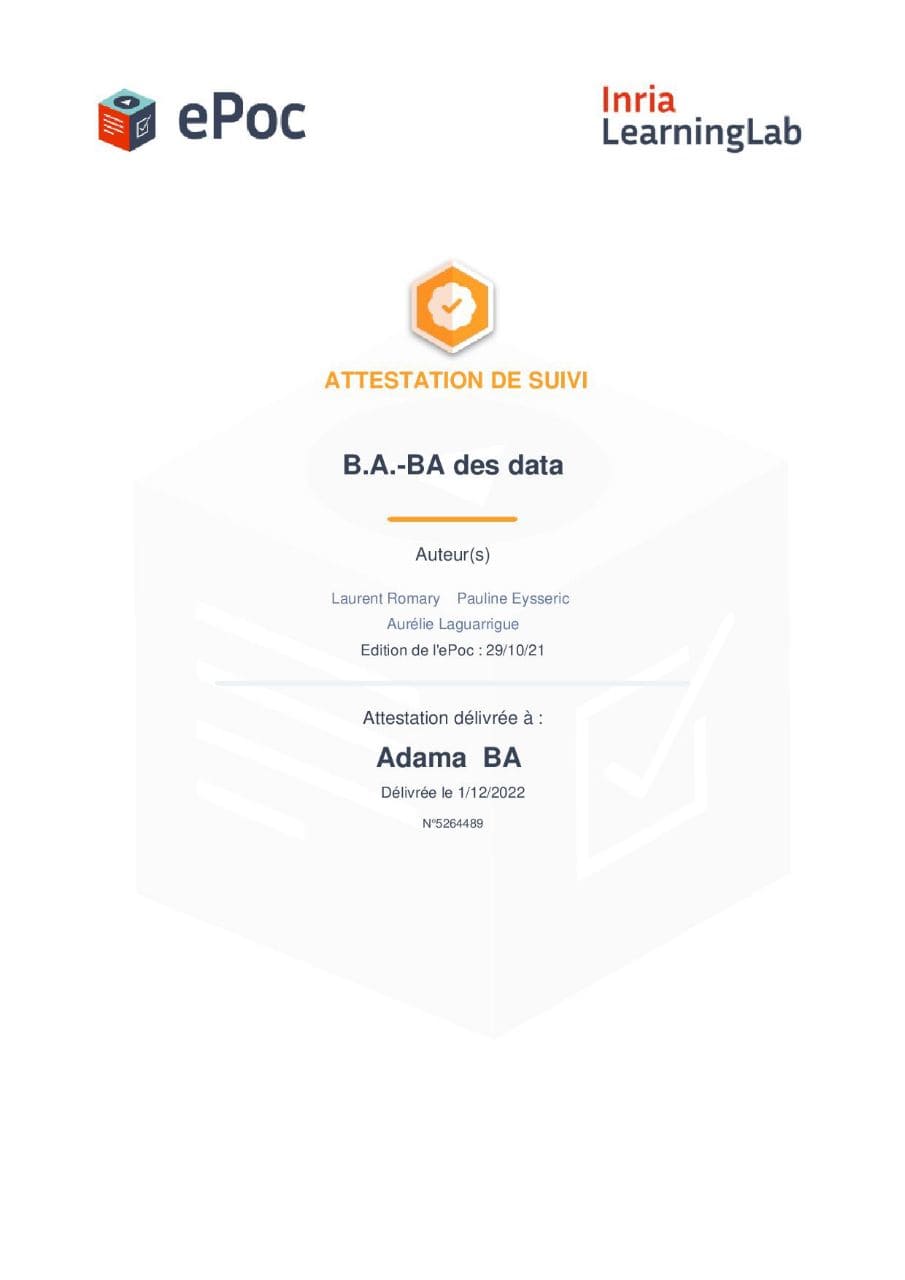 ePoc
Inria
LearningLab
ATTESTATION DE SUIVI
B.A.-BA des data
Auteur(s)
Laurent Romary Pauline Eysseric
Aurélie Laguarrigue
Edition de l'ePoc : 29/10/21
Attestation délivrée à :
Adama BA
Délivrée le 1/12/2022
N°5264489